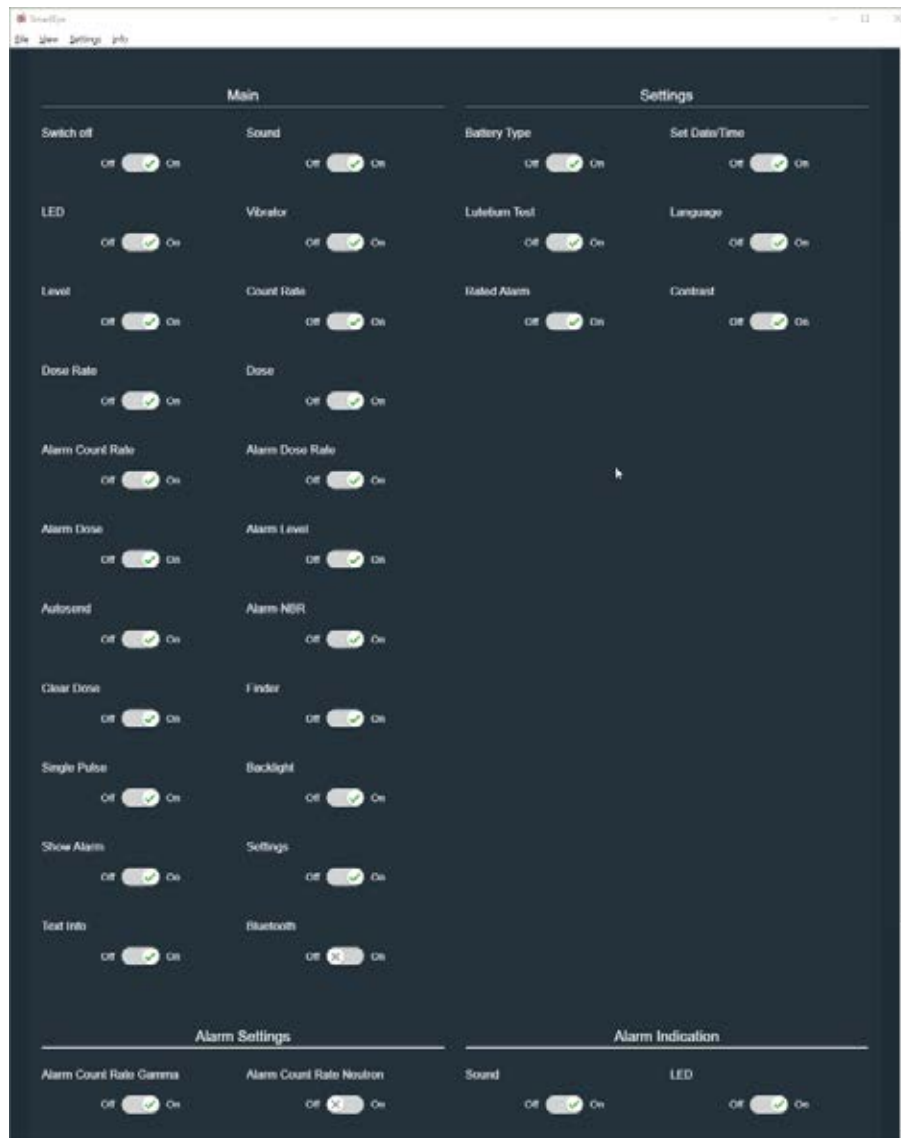 SmartEye
File View Settings Info
Main
Settings
Switch off Sound Battery Type Set Date/Time
Off On Off On Off On Off On
LED Vibrator Lutetium Test Language
Off On Off On Off On Off On
Level Count Rate Rated Alarm Contrast
Off On Off On Off On Off On
Dose Rate Dose
Off On Off On
Alarm Count Rate Alarm Dose Rate
Off On Off On
Alarm Dose Alarm Level
Off On Off On
Autosend Alarm NBR
Off On Off On
Clear Dose Finder
Off On Off On
Single Pulse Backlight
Off On Off On
Show Alarm Settings
Off On Off On
Text Info Bluetooth
Off On Off On
Alarm Settings
Alarm Indication
Alarm Count Rate Gamma Alarm Count Rate Neutron Sound LED
Off On Off On Off On Off On